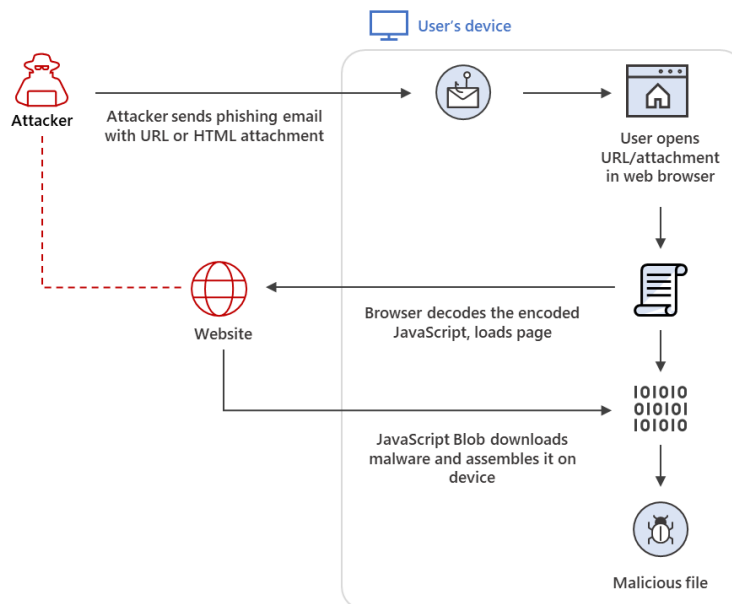 User's device
Attacker
Attacker sends phishing email
with URL or HTML attachment
User opens
URL/attachment
in web browser
Website
Browser decodes the encoded
JavaScript, loads page
101010
010101
101010
JavaScript Blob downloads
malware and assembles it on
device
Malicious file